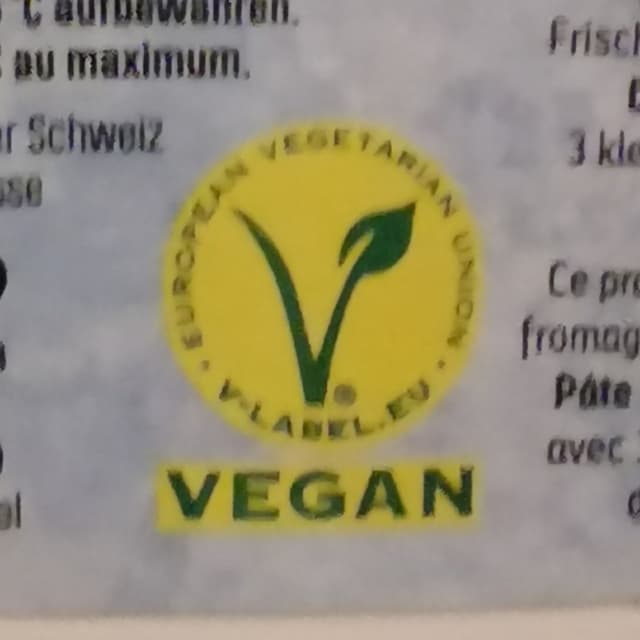 °C aufbewahren.
au maximum.
Schweiz
Frisch
3 kle
EUROPEAN VEGETARIAN UNION
V
®
• V-LABEL.EU •
VEGAN
Ce pro
fromag
Pâte
avec